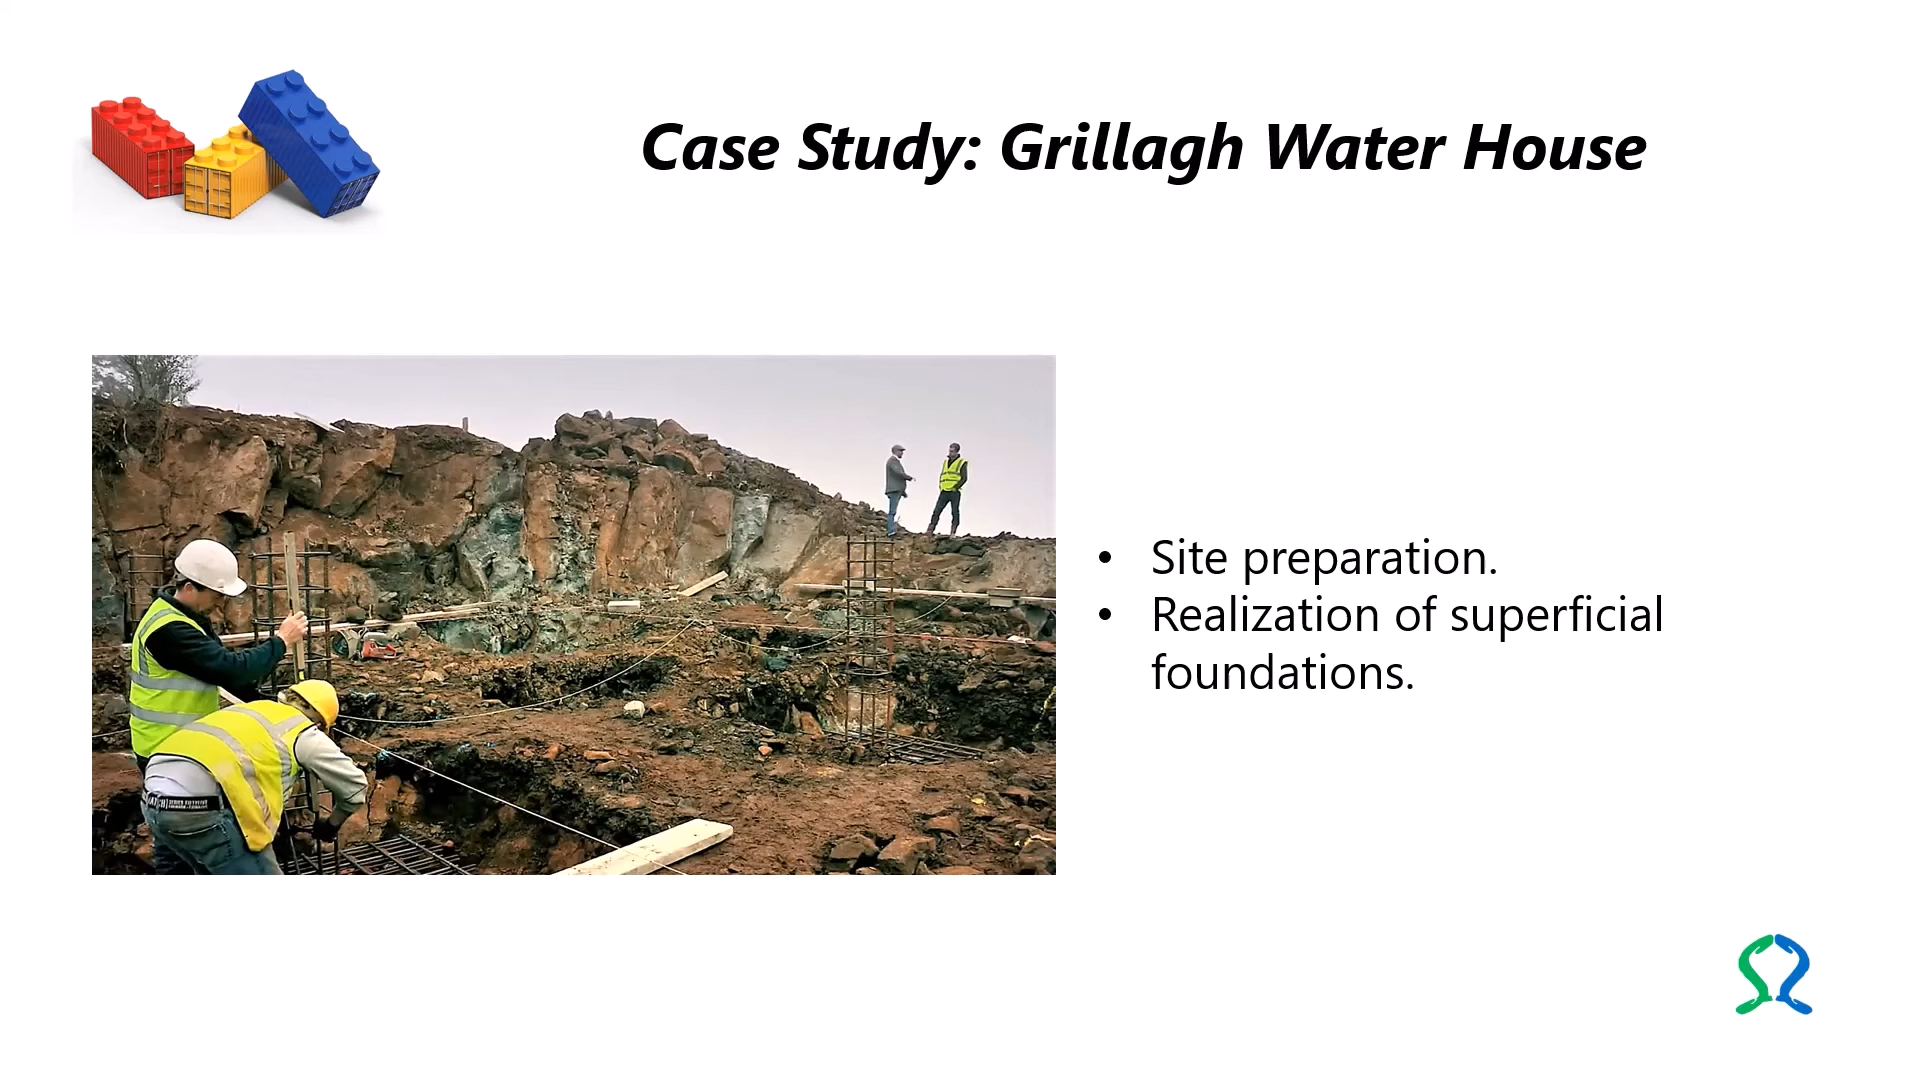 Case Study: Grillagh Water House
• Site preparation.
• Realization of superficial
foundations.